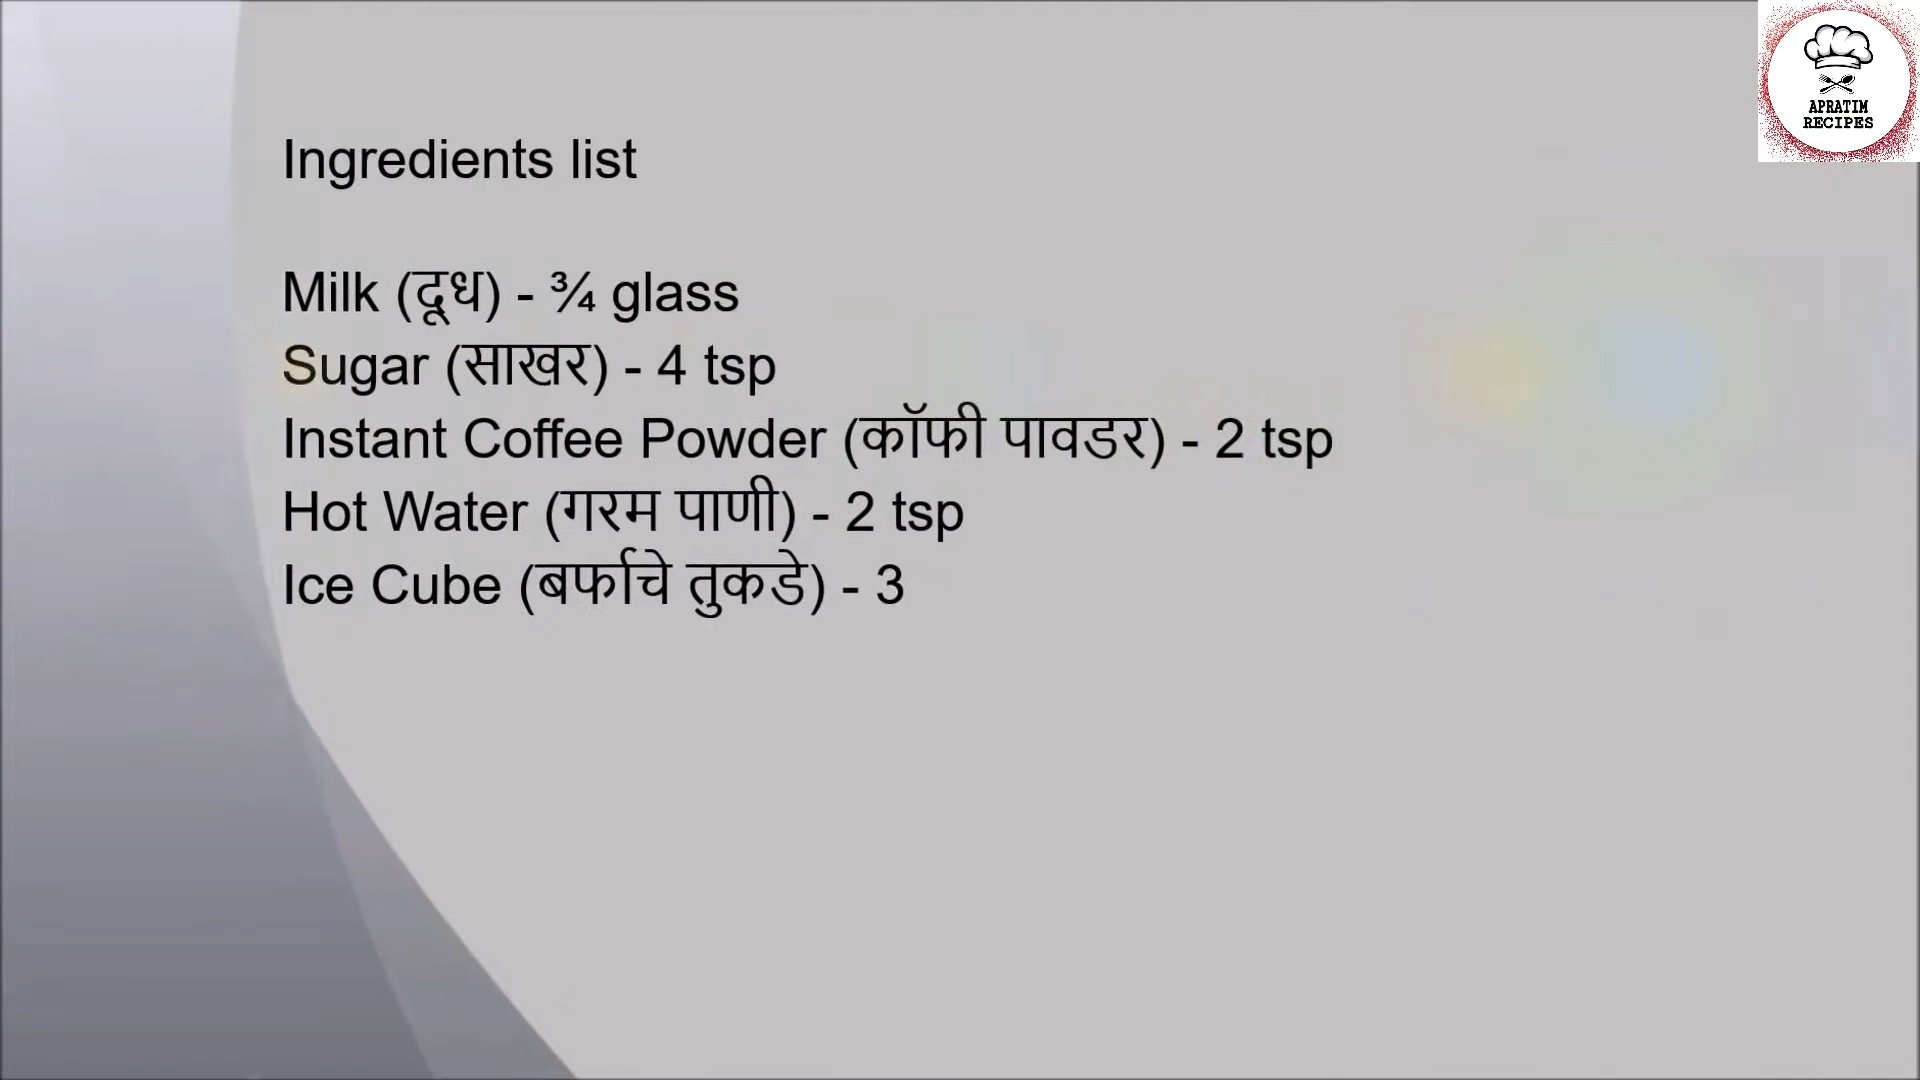 APRATIM
RECIPES
Ingredients list
Milk (दूध) - ¾ glass
Sugar (साखर) - 4 tsp
Instant Coffee Powder (कॉफी पावडर) - 2 tsp
Hot Water (गरम पाणी) - 2 tsp
Ice Cube (बर्फाचे तुकडे) - 3